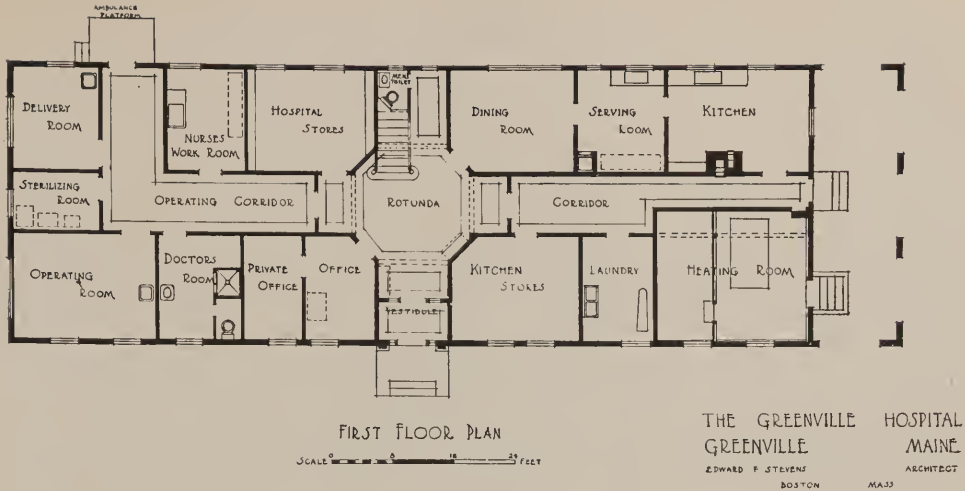 AMBULANCE
PLATFORM
DELIVERY
ROOM
NURSES
WORK ROOM
HOSPITAL
STORES
MENS
TOILET
DINING
ROOM
SERVING
ROOM
KITCHEN
STERILIZING
ROOM
OPERATING CORRIDOR
ROTUNDA
CORRIDOR
OPERATING
ROOM
DOCTORS
ROOM
PRIVATE
OFFICE
OFFICE
VESTIBULE
KITCHEN
STORES
LAUNDRY
HEATING ROOM
FIRST FLOOR PLAN
SCALE 0 8 16 24 FEET
THE GREENVILLE HOSPITAL
GREENVILLE MAINE
EDWARD F STEVENS ARCHITECT
BOSTON MASS